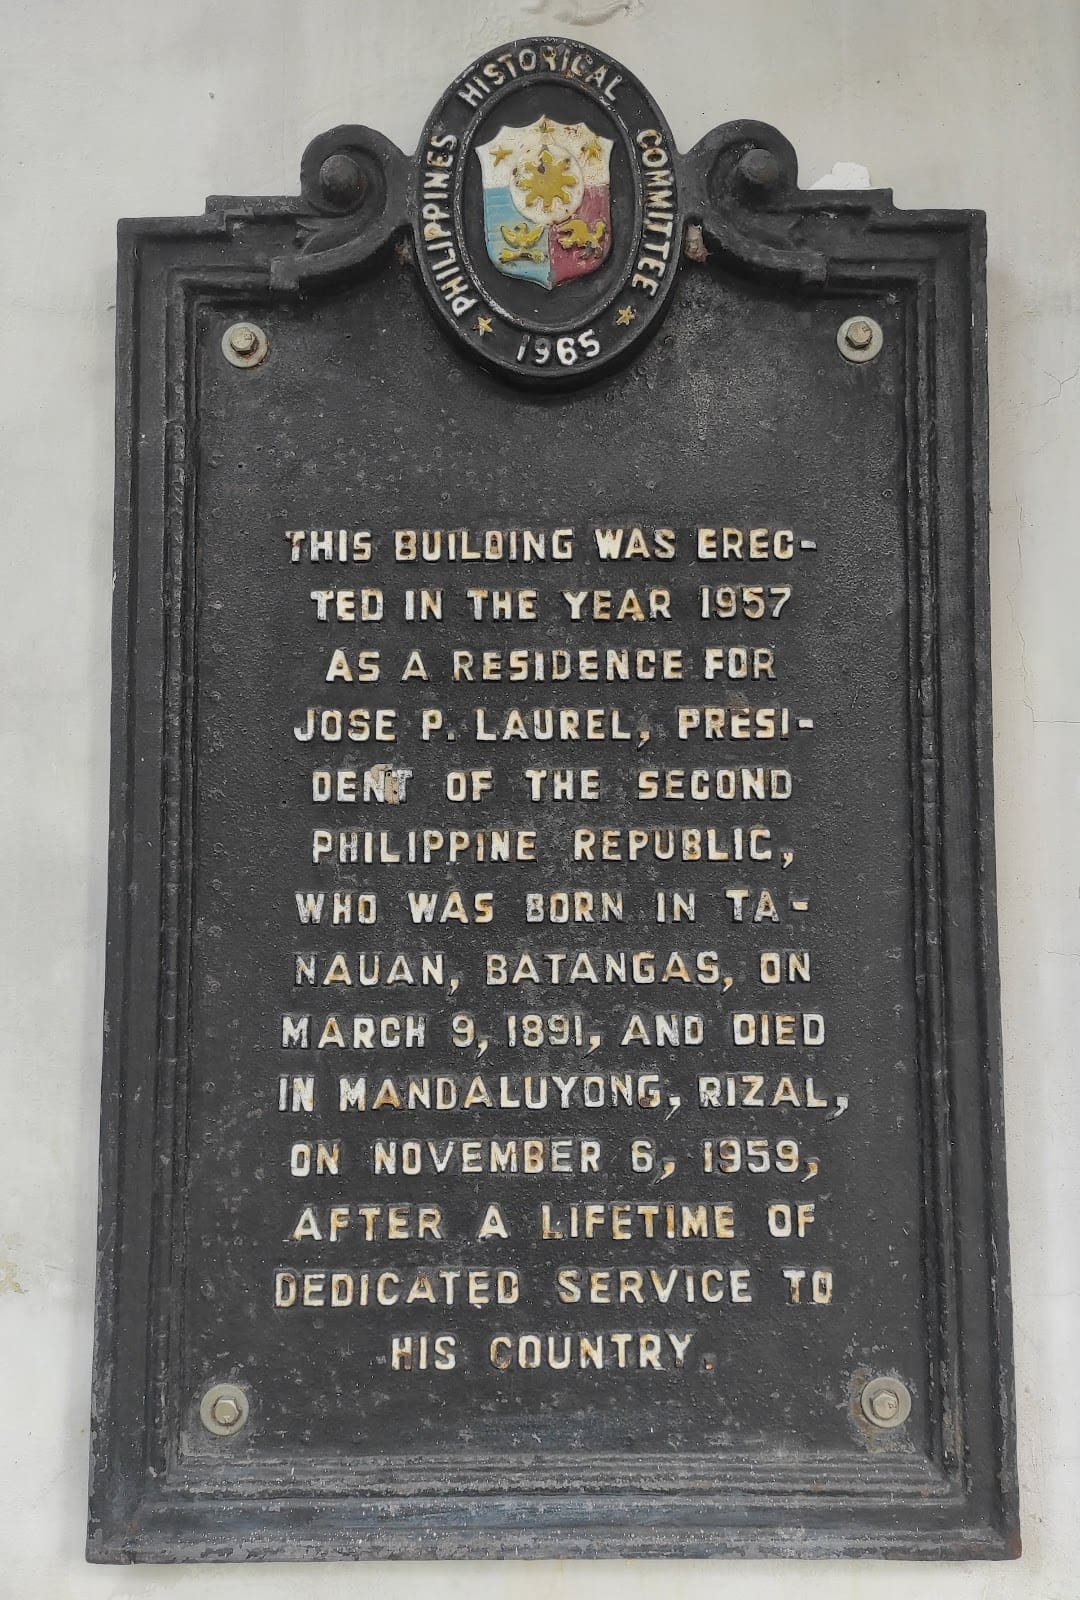 PHILIPPINES HISTORICAL COMMITTEE
1965
THIS BUILDING WAS EREC-
TED IN THE YEAR 1957
AS A RESIDENCE FOR
JOSE P. LAUREL, PRESI-
DENT OF THE SECOND
PHILIPPINE REPUBLIC,
WHO WAS BORN IN TA-
NAUAN, BATANGAS, ON
MARCH 9, 1891, AND DIED
IN MANDALUYONG, RIZAL,
ON NOVEMBER 6, 1959,
AFTER A LIFETIME OF
DEDICATED SERVICE TO
HIS COUNTRY.